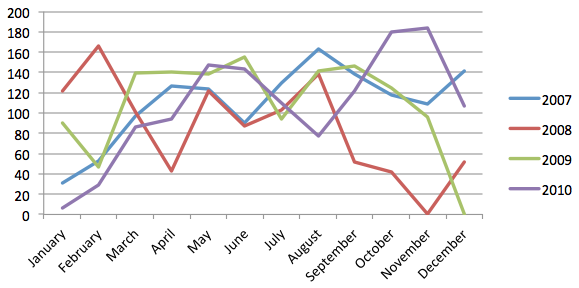 200
180
160
140
120
100
80
60
40
20
0
January
February
March
April
May
June
July
August
September
October
November
December
2007
2008
2009
2010